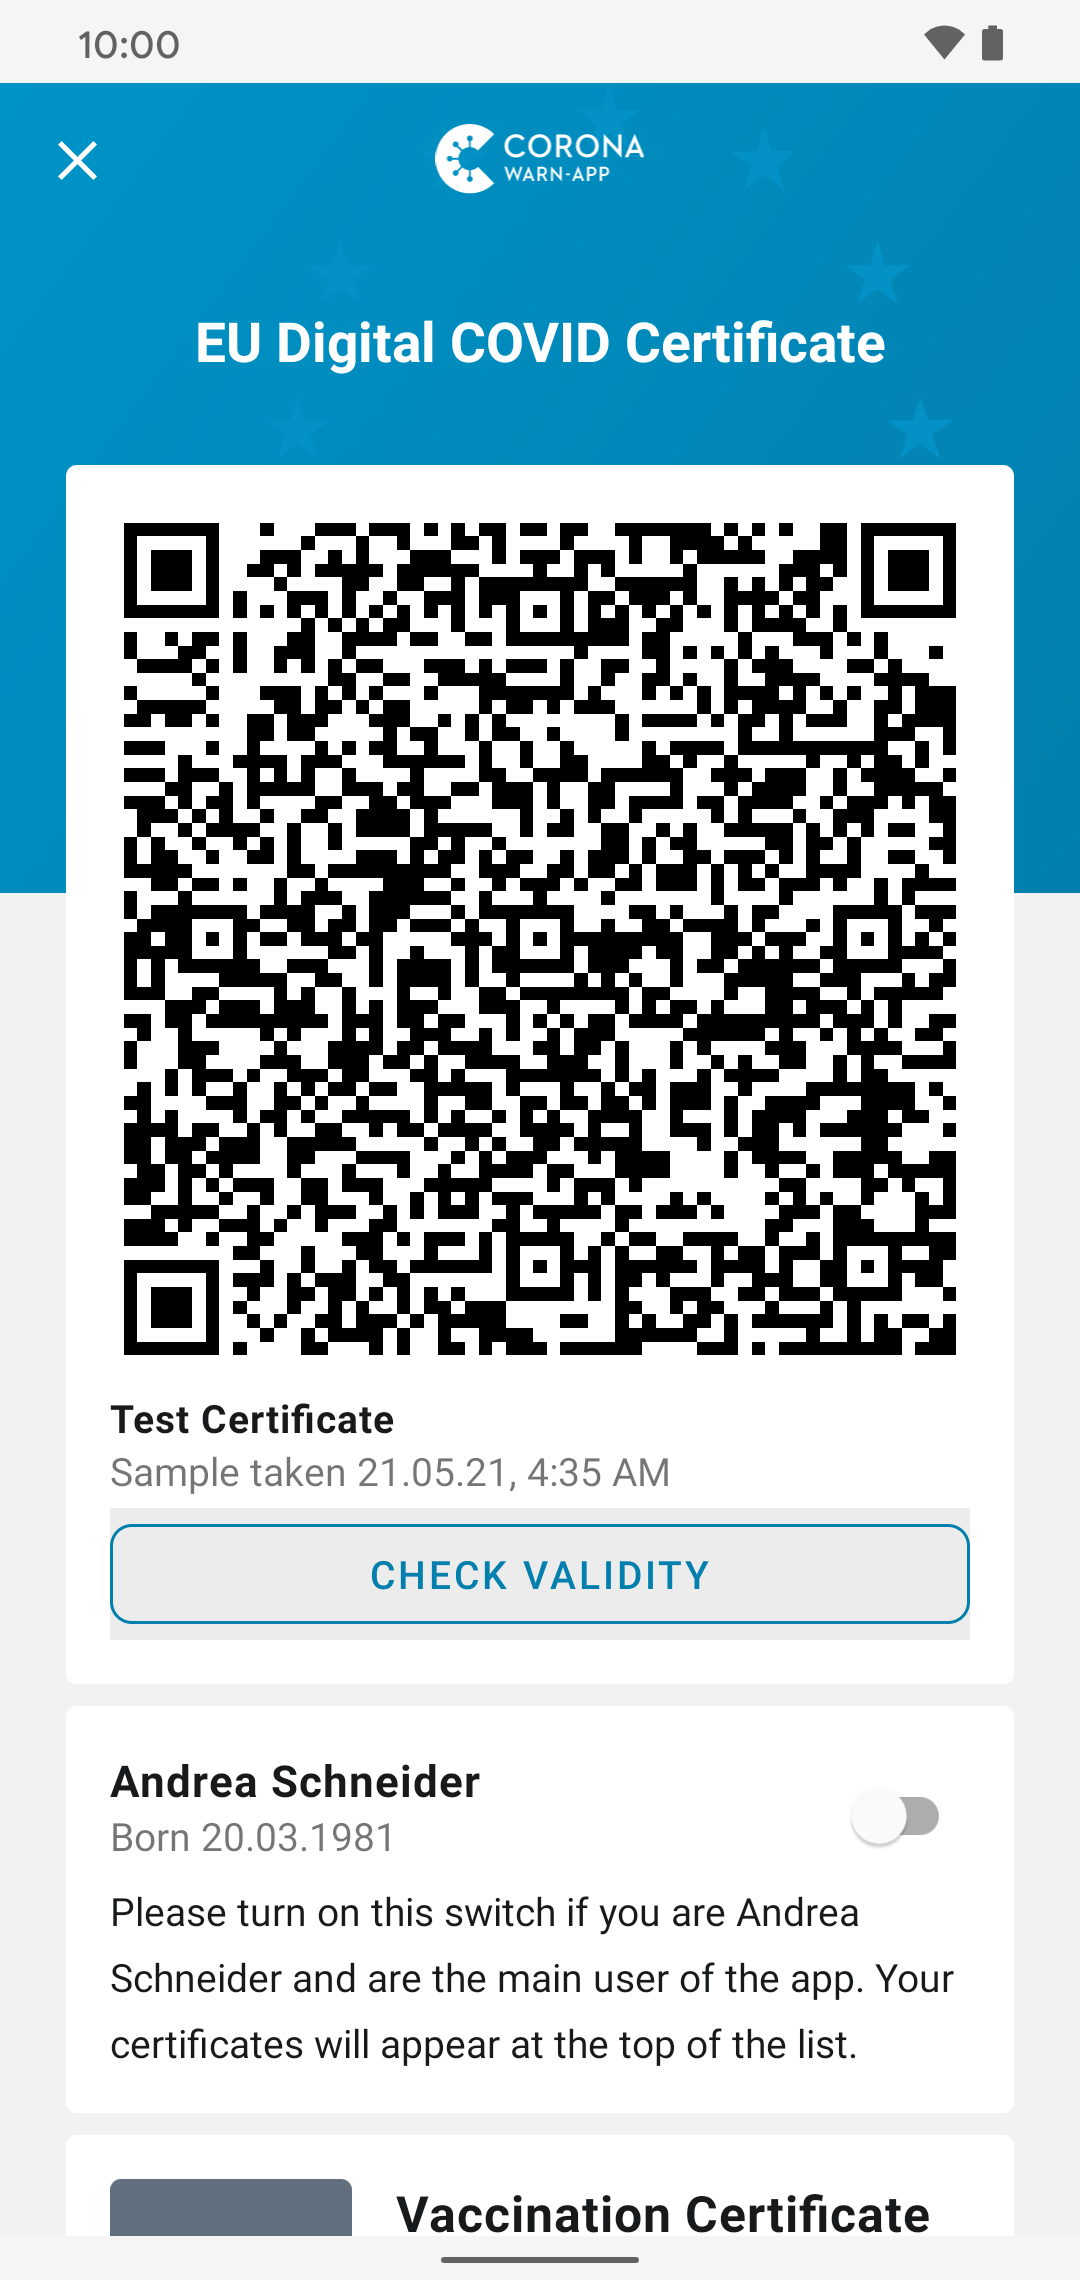 10:00
CORONA
WARN-APP
EU Digital COVID Certificate
Test Certificate
Sample taken 21.05.21, 4:35 AM
CHECK VALIDITY
Andrea Schneider
Born 20.03.1981
Please turn on this switch if you are Andrea
Schneider and are the main user of the app. Your
certificates will appear at the top of the list.
Vaccination Certificate